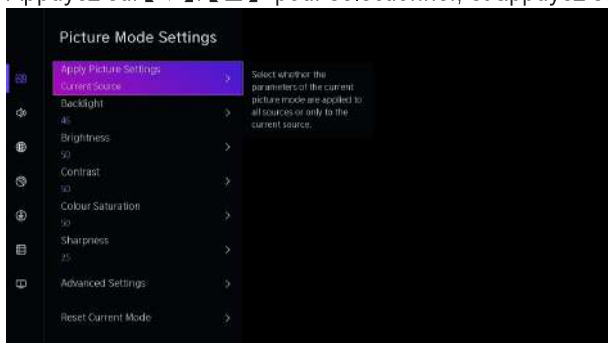 Picture Mode Settings
Apply Picture Settings
Current Source
Select whether the
parameters of the current
picture mode are applied to
all sources or only to the
current source.
Backlight
45
Brightness
50
Contrast
50
Colour Saturation
50
Sharpness
25
Advanced Settings
Reset Current Mode